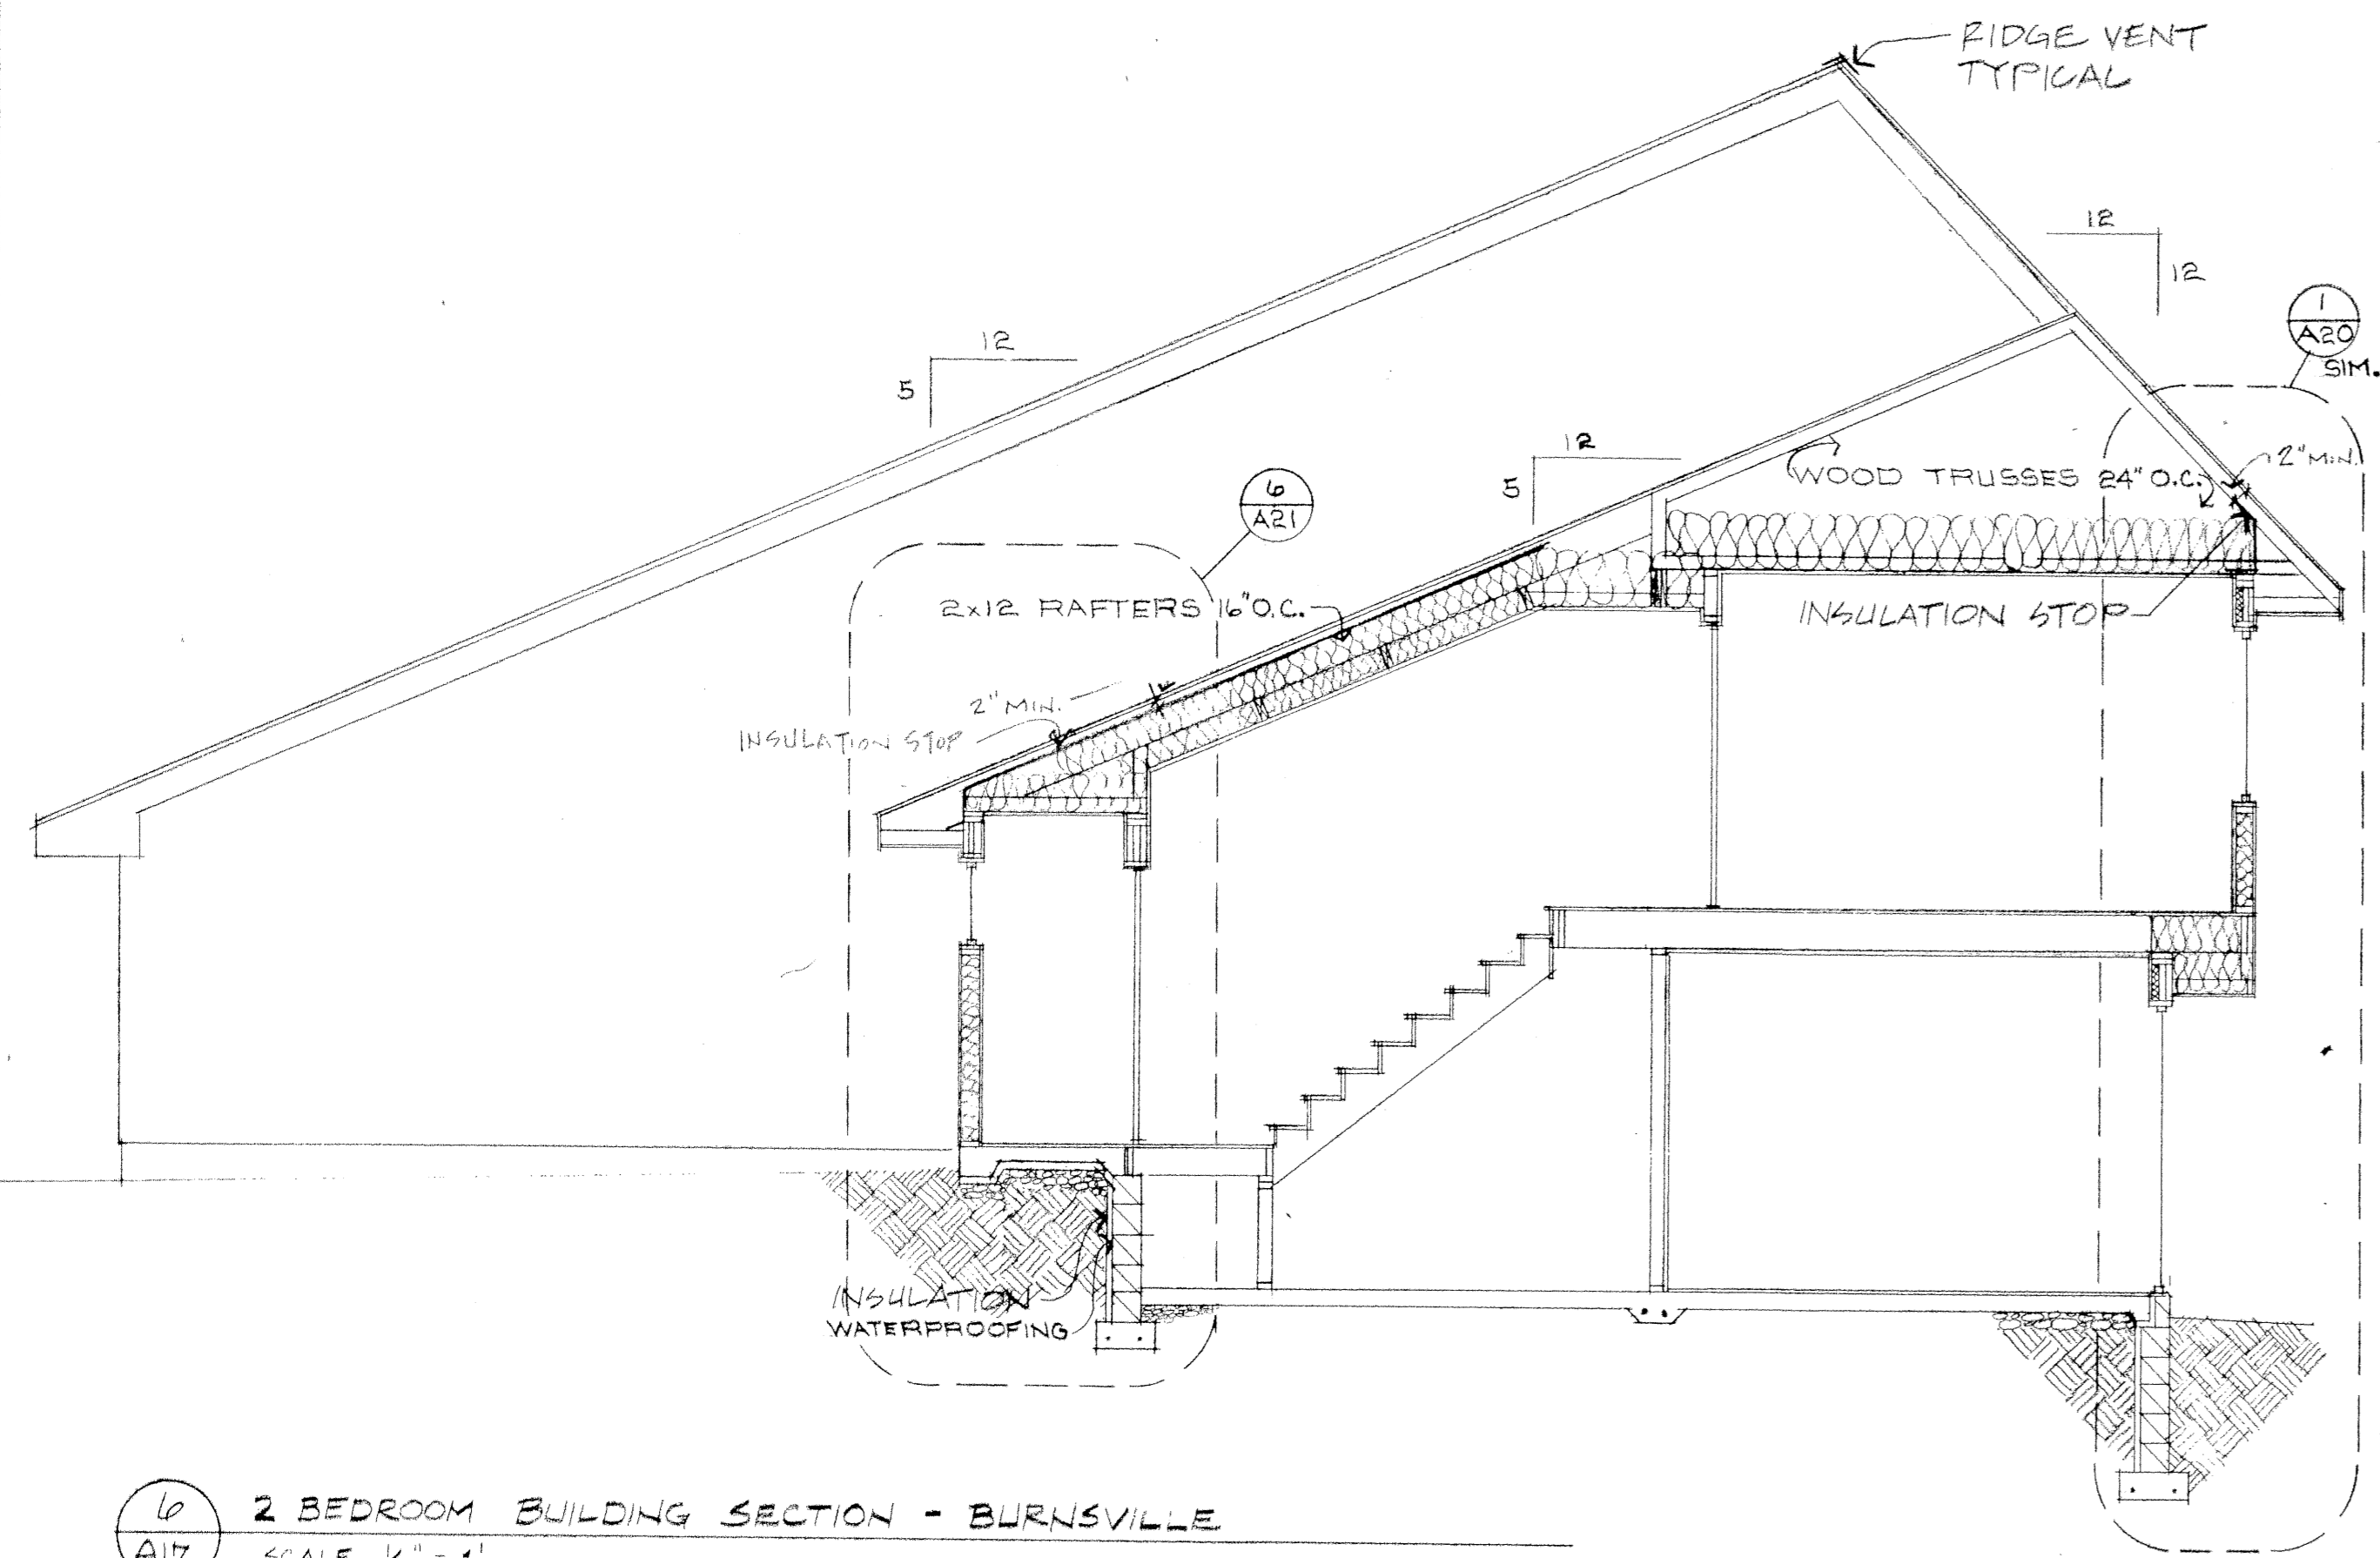 RIDGE VENT
TYPICAL
12
12
1
A20
SIM.
12
5
12
5
2" MIN.
WOOD TRUSSES 24" O.C.
6
A21
2x12 RAFTERS 16" O.C.
INSULATION STOP
2" MIN.
INSULATION STOP
INSULATION
WATERPROOFING
6
A17
2 BEDROOM BUILDING SECTION - BURNSVILLE